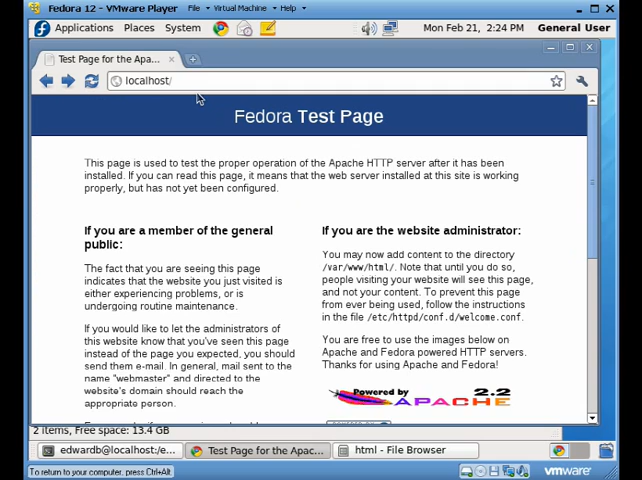 Fedora 12 - VMware Player File Virtual Machine Help
Applications Places System Mon Feb 21, 2:24 PM General User
Test Page for the Apa...
localhost/
Fedora Test Page
This page is used to test the proper operation of the Apache HTTP server after it has been
installed. If you can read this page, it means that the web server installed at this site is working
properly, but has not yet been configured.
If you are a member of the general
public:
The fact that you are seeing this page
indicates that the website you just visited is
either experiencing problems, or is
undergoing routine maintenance.
If you would like to let the administrators of
this website know that you've seen this page
instead of the page you expected, you should
send them e-mail. In general, mail sent to the
name "webmaster" and directed to the
website's domain should reach the
appropriate person.
If you are the website administrator:
You may now add content to the directory
/var/www/html/. Note that until you do so,
people visiting your website will see this page,
and not your content. To prevent this page
from ever being used, follow the instructions
in the file /etc/httpd/conf.d/welcome.conf.
You are free to use the images below on
Apache and Fedora powered HTTP servers.
Thanks for using Apache and Fedora!
Powered by 2.2
APACHE
2 items, Free space: 13.4 GB
edwardb@localhost:/e... Test Page for the Apac... html - File Browser
To return to your computer, press Ctrl+Alt. vmware